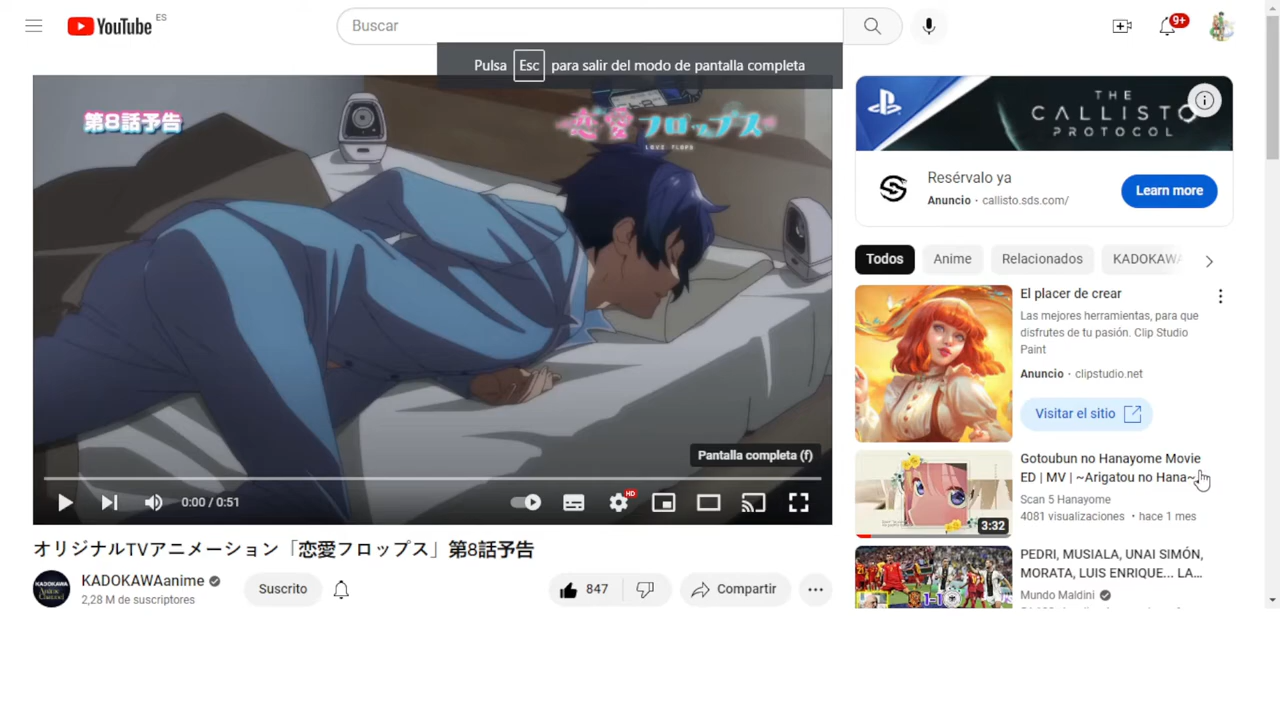 YouTube ES
Buscar
9+
Pulsa Esc para salir del modo de pantalla completa
第8話予告
恋愛フロップス
LOVE FLOPS
Pantalla completa (f)
0:00 / 0:51
HD
オリジナルTVアニメーション「恋愛フロップス」第8話予告
KADOKAWAanime
2,28 M de suscriptores
Suscrito
847
Compartir
THE
CALLISTO
PROTOCOL
Resérvalo ya
Anuncio · callisto.sds.com/
Learn more
Todos
Anime
Relacionados
KADOKAWA
El placer de crear
Las mejores herramientas, para que
disfrutes de tu pasión. Clip Studio
Paint
Anuncio · clipstudio.net
Visitar el sitio
Gotoubun no Hanayome Movie
ED | MV | ~Arigatou no Hana~
Scan 5 Hanayome
4081 visualizaciones · hace 1 mes
3:32
PEDRI, MUSIALA, UNAI SIMÓN,
MORATA, LUIS ENRIQUE... LA...
Mundo Maldini
1-1